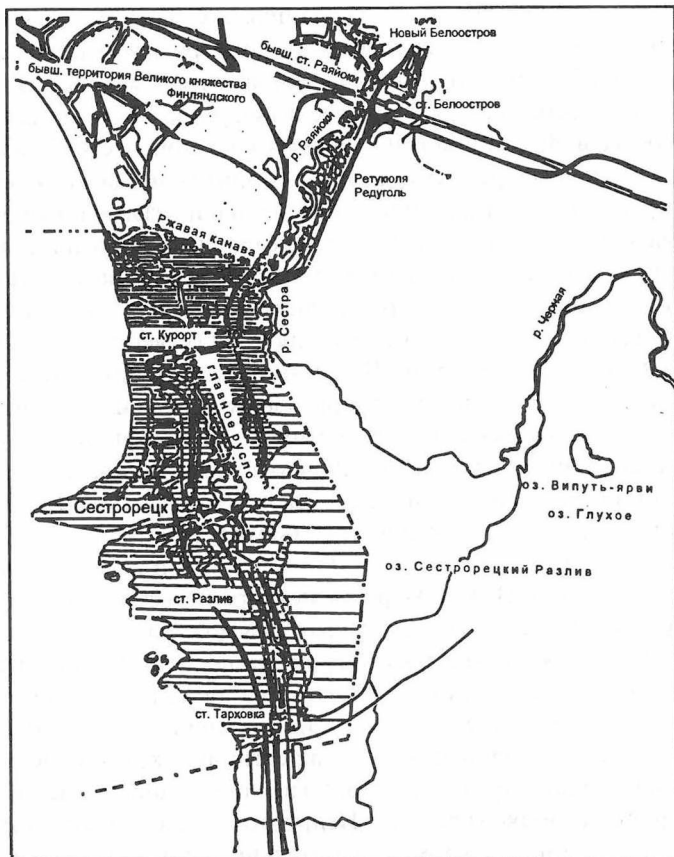 Новый Белоостров
бывш. ст. Раяйоки
бывш. территория Великого княжества
Финляндского
ст. Белоостров
р. Раяйоки
Ретукюля
Редуголь
Ржавая канава
р. Сестра
р. Черная
ст. Курорт
главное русло
оз. Випуть-ярви
оз. Глухое
Сестрорецк
оз. Сестрорецкий Разлив
ст. Разлив
ст. Тарховка